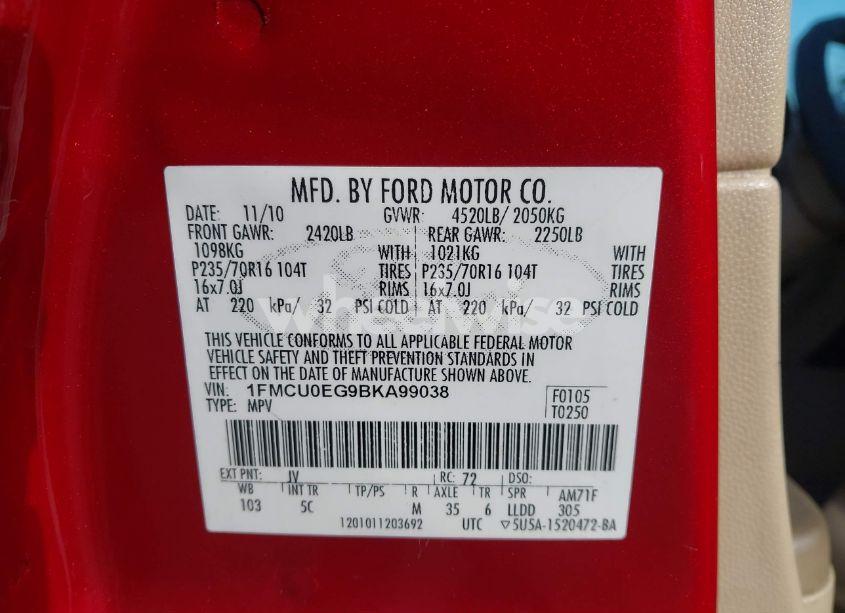 MFD. BY FORD MOTOR CO.
DATE: 11/10 GVWR: 4520LB/ 2050KG
FRONT GAWR: 2420LB REAR GAWR: 2250LB
1098KG WITH 1021KG WITH
P235/70R16 104T TIRES P235/70R16 104T TIRES
16x7.0J RIMS 16x7.0J RIMS
AT 220 kPa/ 32 PSI COLD AT 220 kPa/ 32 PSI COLD
wheelwise
THIS VEHICLE CONFORMS TO ALL APPLICABLE FEDERAL MOTOR
VEHICLE SAFETY AND THEFT PREVENTION STANDARDS IN
EFFECT ON THE DATE OF MANUFACTURE SHOWN ABOVE.
VIN: 1FMCU0EG9BKA99038 F0105
TYPE: MPV T0250
EXT PNT: JV RC: 72 DSO:
WB INT TR TP/PS R AXLE TR SPR AM71F
103 5C M 35 6 LLDD 305
1201011203692 UTC ▽5U5A-1520472-BA